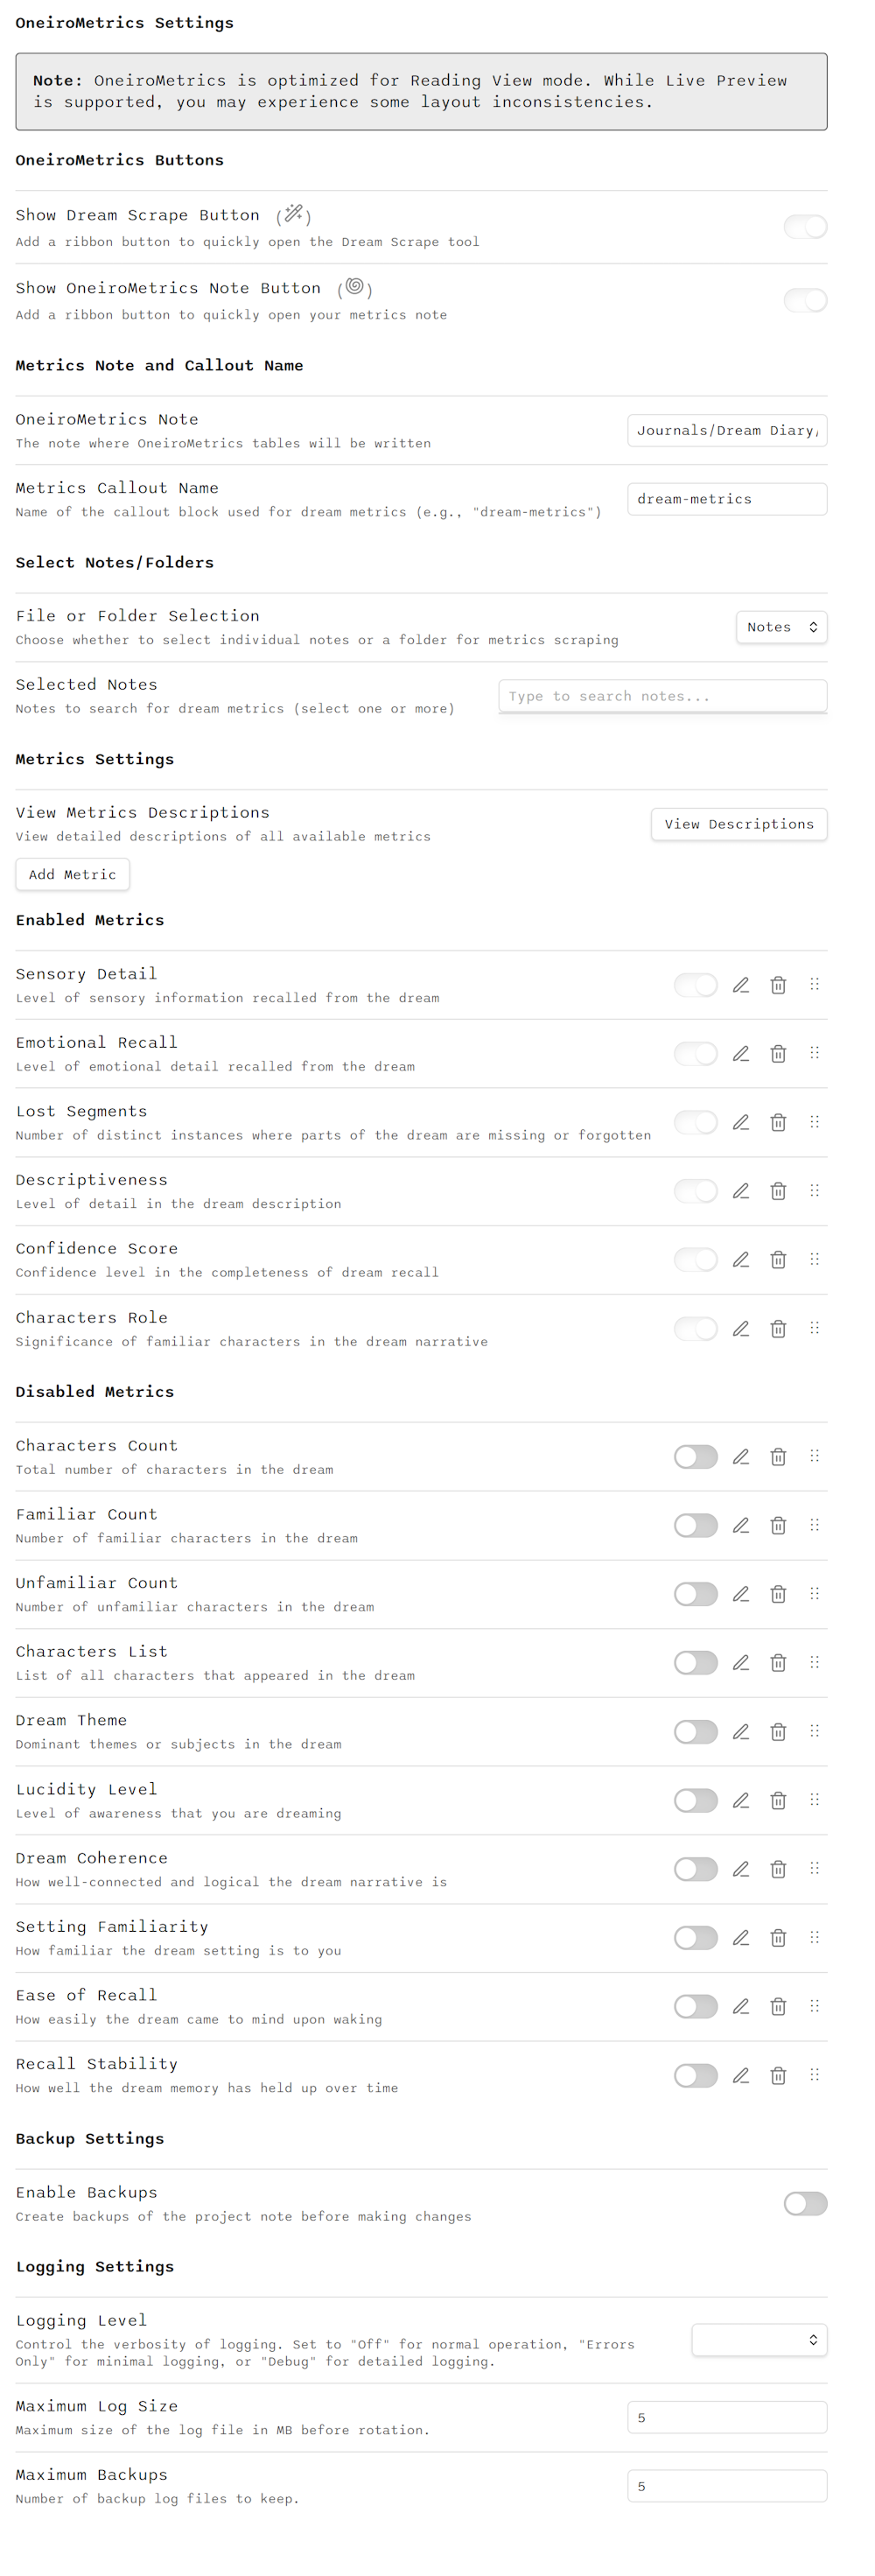 OneiroMetrics Settings
Note: OneiroMetrics is optimized for Reading View mode. While Live Preview
is supported, you may experience some layout inconsistencies.
OneiroMetrics Buttons
Show Dream Scrape Button ( )
Add a ribbon button to quickly open the Dream Scrape tool
Show OneiroMetrics Note Button ( )
Add a ribbon button to quickly open your metrics note
Metrics Note and Callout Name
OneiroMetrics Note
The note where OneiroMetrics tables will be written
Journals/Dream Diary/
Metrics Callout Name
Name of the callout block used for dream metrics (e.g., "dream-metrics")
dream-metrics
Select Notes/Folders
File or Folder Selection
Choose whether to select individual notes or a folder for metrics scraping
Notes
Selected Notes
Notes to search for dream metrics (select one or more)
Type to search notes...
Metrics Settings
View Metrics Descriptions
View detailed descriptions of all available metrics
View Descriptions
Add Metric
Enabled Metrics
Sensory Detail
Level of sensory information recalled from the dream
Emotional Recall
Level of emotional detail recalled from the dream
Lost Segments
Number of distinct instances where parts of the dream are missing or forgotten
Descriptiveness
Level of detail in the dream description
Confidence Score
Confidence level in the completeness of dream recall
Characters Role
Significance of familiar characters in the dream narrative
Disabled Metrics
Characters Count
Total number of characters in the dream
Familiar Count
Number of familiar characters in the dream
Unfamiliar Count
Number of unfamiliar characters in the dream
Characters List
List of all characters that appeared in the dream
Dream Theme
Dominant themes or subjects in the dream
Lucidity Level
Level of awareness that you are dreaming
Dream Coherence
How well-connected and logical the dream narrative is
Setting Familiarity
How familiar the dream setting is to you
Ease of Recall
How easily the dream came to mind upon waking
Recall Stability
How well the dream memory has held up over time
Backup Settings
Enable Backups
Create backups of the project note before making changes
Logging Settings
Logging Level
Control the verbosity of logging. Set to "Off" for normal operation, "Errors
Only" for minimal logging, or "Debug" for detailed logging.
Maximum Log Size
Maximum size of the log file in MB before rotation.
5
Maximum Backups
Number of backup log files to keep.
5